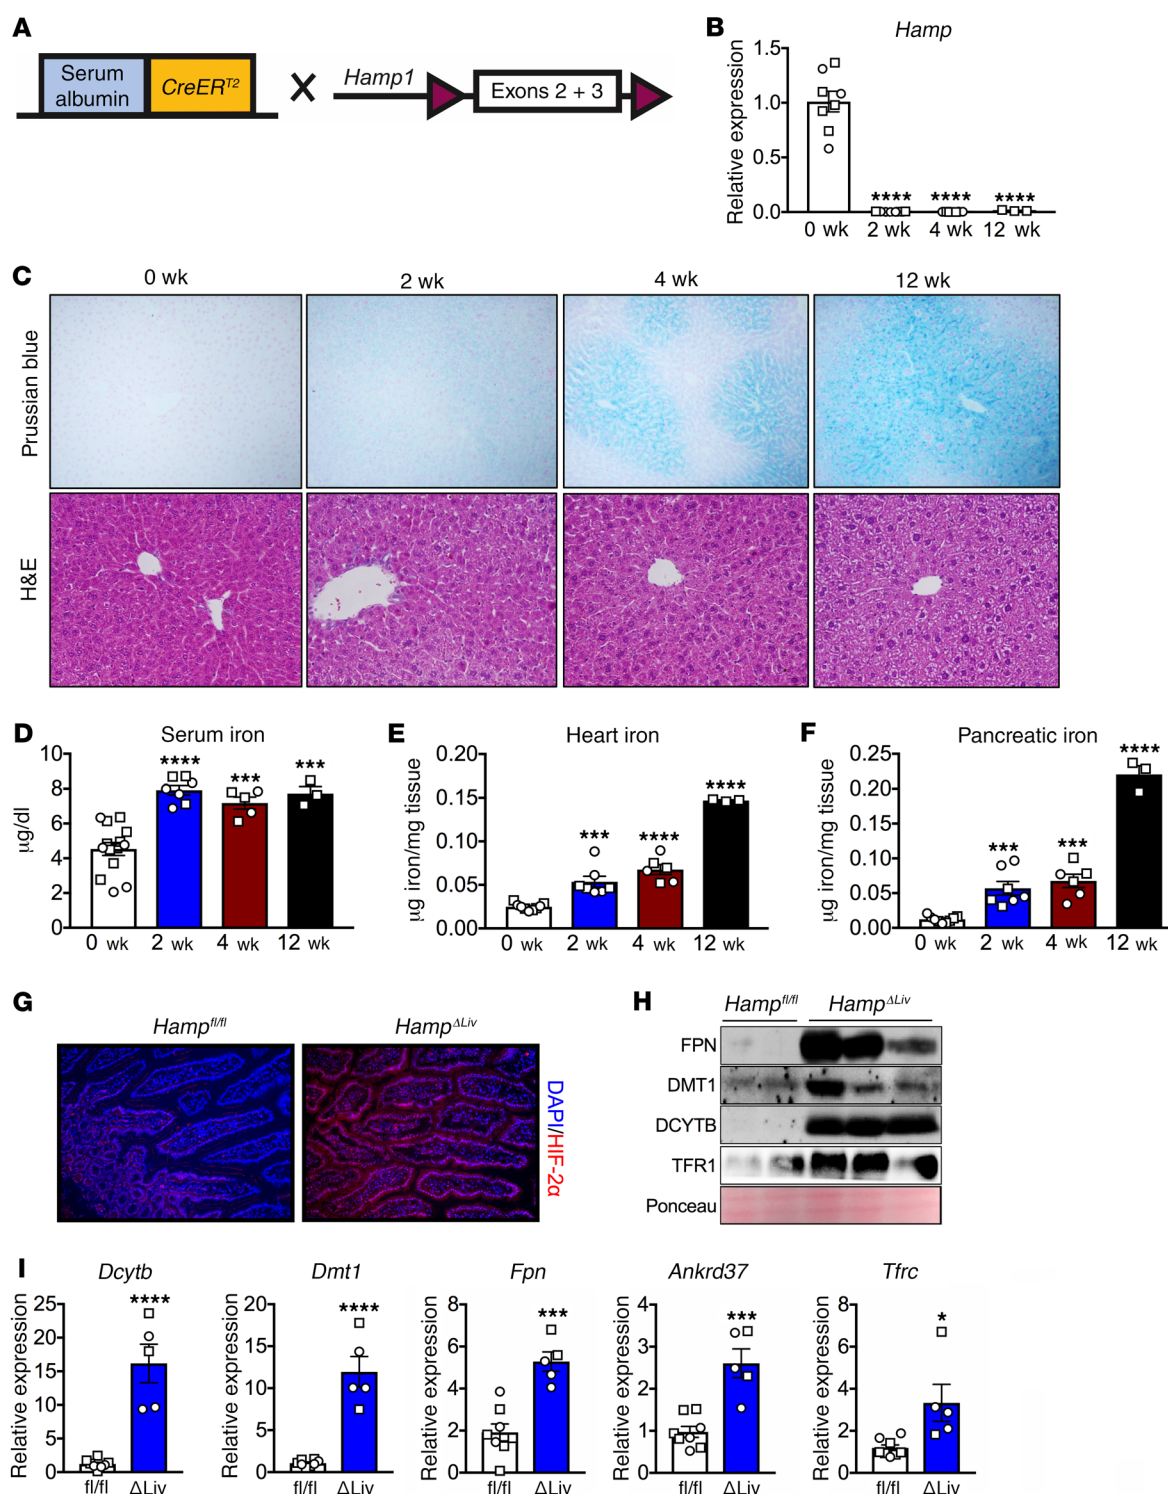 A
Serum
albumin
CreER^T2
×
Hamp1
Exons 2 + 3
B
Hamp
Relative expression
1.5
1.0
0.5
0.0
****
****
****
0 wk
2 wk
4 wk
12 wk
C
0 wk
2 wk
4 wk
12 wk
Prussian blue
H&E
D
Serum iron
μg/dl
10
8
6
4
2
0
****
***
***
0 wk
2 wk
4 wk
12 wk
E
Heart iron
μg iron/mg tissue
0.20
0.15
0.10
0.05
0.00
***
****
****
0 wk
2 wk
4 wk
12 wk
F
Pancreatic iron
μg iron/mg tissue
0.25
0.20
0.15
0.10
0.05
0.00
***
***
****
0 wk
2 wk
4 wk
12 wk
G
Hamp^fl/fl
Hamp^ΔLiv
DAPI/HIF-2α
H
Hamp^fl/fl
Hamp^ΔLiv
FPN
DMT1
DCYTB
TFR1
Ponceau
I
Dcytb
Relative expression
25
20
15
10
5
0
****
fl/fl ΔLiv
Dmt1
Relative expression
20
15
10
5
0
****
fl/fl ΔLiv
Fpn
Relative expression
8
6
4
2
0
***
fl/fl ΔLiv
Ankrd37
Relative expression
4
3
2
1
0
***
fl/fl ΔLiv
Tfrc
Relative expression
8
6
4
2
0
*
fl/fl ΔLiv